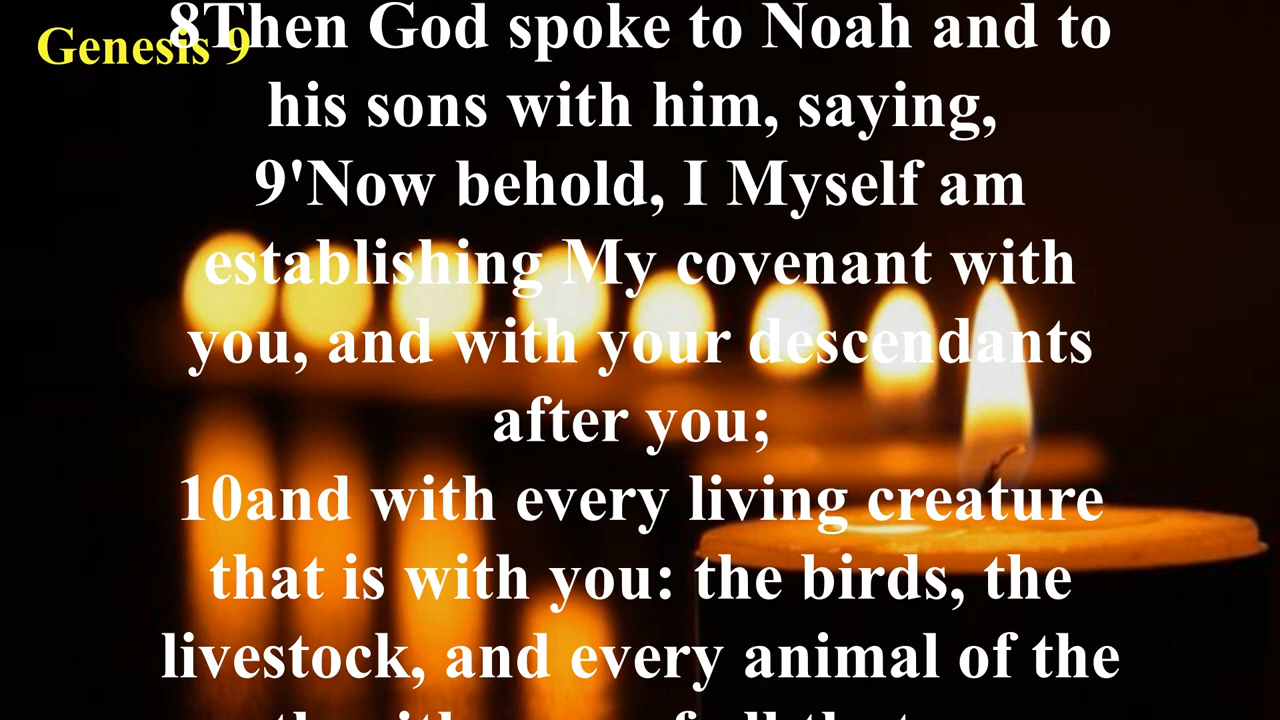 Genesis 9
8Then God spoke to Noah and to
his sons with him, saying,
9'Now behold, I Myself am
establishing My covenant with
you, and with your descendants
after you;
10and with every living creature
that is with you: the birds, the
livestock, and every animal of the